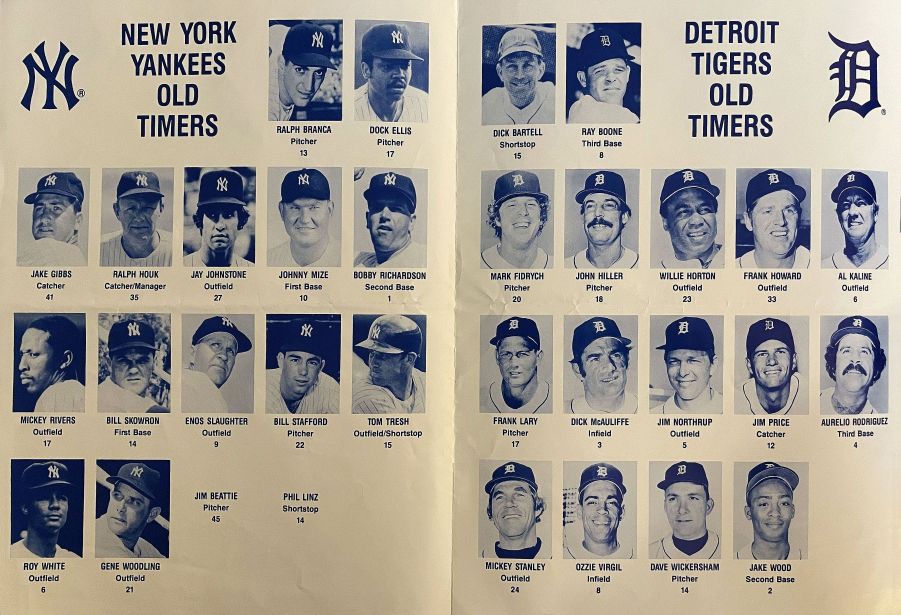 NEW YORK
YANKEES
OLD
TIMERS
RALPH BRANCA
Pitcher
13
DOCK ELLIS
Pitcher
17
JAKE GIBBS
Catcher
41
RALPH HOUK
Catcher/Manager
35
JAY JOHNSTONE
Outfield
27
JOHNNY MIZE
First Base
10
BOBBY RICHARDSON
Second Base
1
MICKEY RIVERS
Outfield
17
BILL SKOWRON
First Base
14
ENOS SLAUGHTER
Outfield
9
BILL STAFFORD
Pitcher
22
TOM TRESH
Outfield/Shortstop
15
ROY WHITE
Outfield
6
GENE WOODLING
Outfield
21
JIM BEATTIE
Pitcher
45
PHIL LINZ
Shortstop
14
DETROIT
TIGERS
OLD
TIMERS
DICK BARTELL
Shortstop
15
RAY BOONE
Third Base
8
MARK FIDRYCH
Pitcher
20
JOHN HILLER
Pitcher
18
WILLIE HORTON
Outfield
23
FRANK HOWARD
Outfield
33
AL KALINE
Outfield
6
FRANK LARY
Pitcher
17
DICK McAULIFFE
Infield
3
JIM NORTHRUP
Outfield
5
JIM PRICE
Catcher
12
AURELIO RODRIGUEZ
Third Base
4
MICKEY STANLEY
Outfield
24
OZZIE VIRGIL
Infield
8
DAVE WICKERSHAM
Pitcher
14
JAKE WOOD
Second Base
2